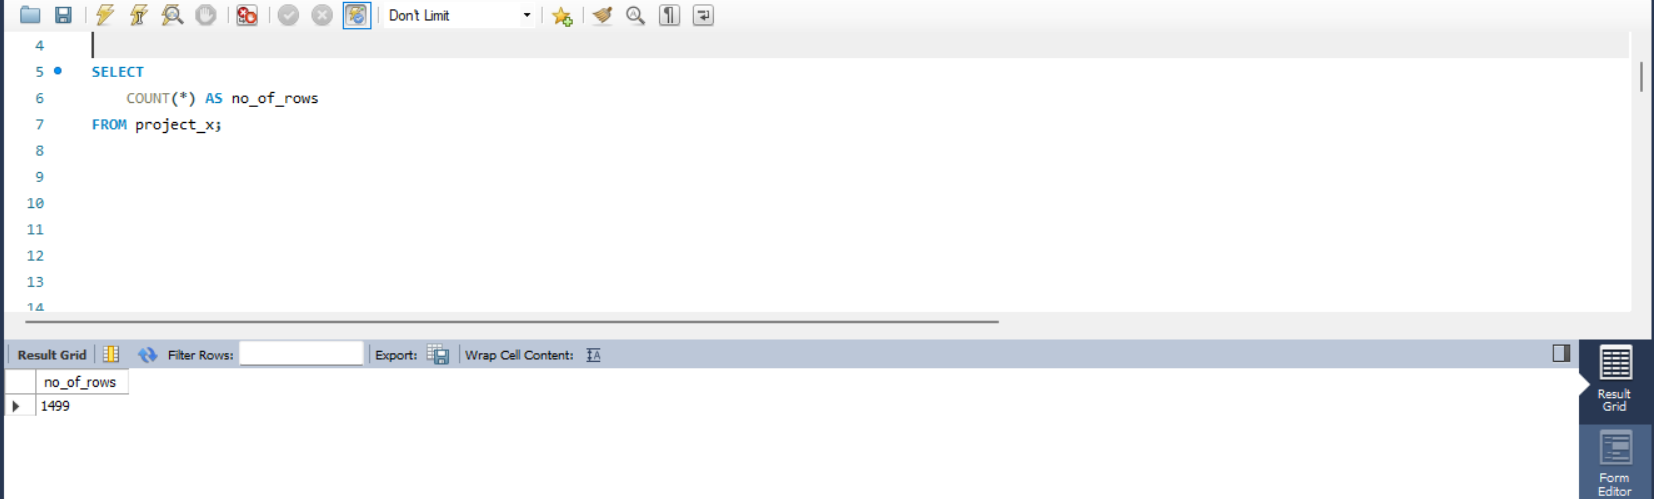 Don't Limit
4
5 SELECT
6 COUNT(*) AS no_of_rows
7 FROM project_x;
8
9
10
11
12
13
14
Result Grid Filter Rows: Export: Wrap Cell Content:
no_of_rows
1499
Result
Grid
Form
Editor